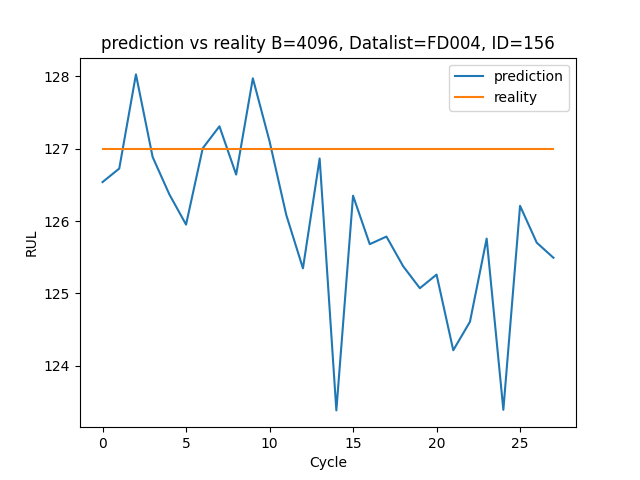 prediction vs reality B=4096, Datalist=FD004, ID=156
prediction
reality
128
127
126
125
124
RUL
0 5 10 15 20 25
Cycle